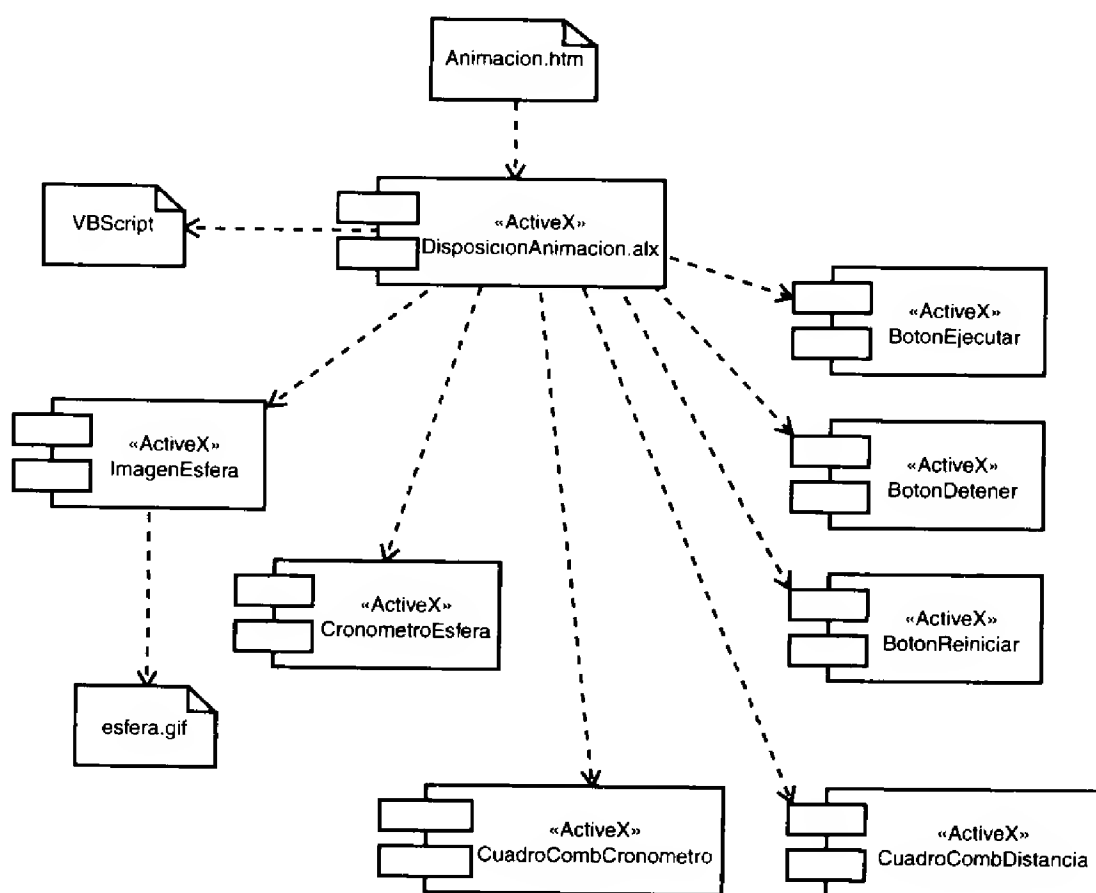 Animacion.htm
VBScript
«ActiveX»
DisposicionAnimacion.alx
«ActiveX»
BotonEjecutar
«ActiveX»
ImagenEsfera
«ActiveX»
BotonDetener
«ActiveX»
CronometroEsfera
«ActiveX»
BotonReiniciar
esfera.gif
«ActiveX»
CuadroCombCronometro
«ActiveX»
CuadroCombDistancia